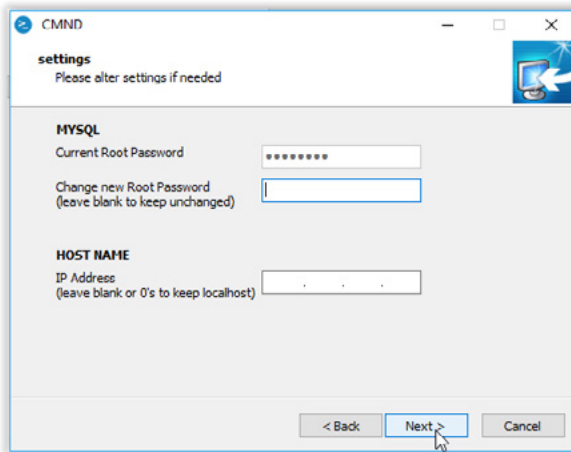 CMND
settings
Please alter settings if needed
MYSQL
Current Root Password
••••••••
Change new Root Password
(leave blank to keep unchanged)
HOST NAME
IP Address
. . .
(leave blank or 0's to keep localhost)
< Back Next > Cancel